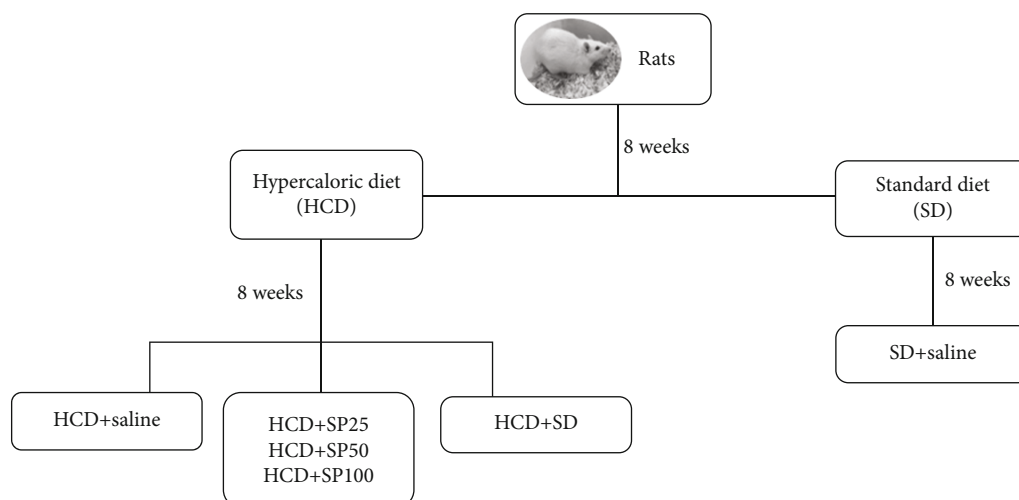 Rats
8 weeks
Hypercaloric diet
(HCD)
Standard diet
(SD)
8 weeks
8 weeks
SD+saline
HCD+saline
HCD+SP25
HCD+SP50
HCD+SP100
HCD+SD